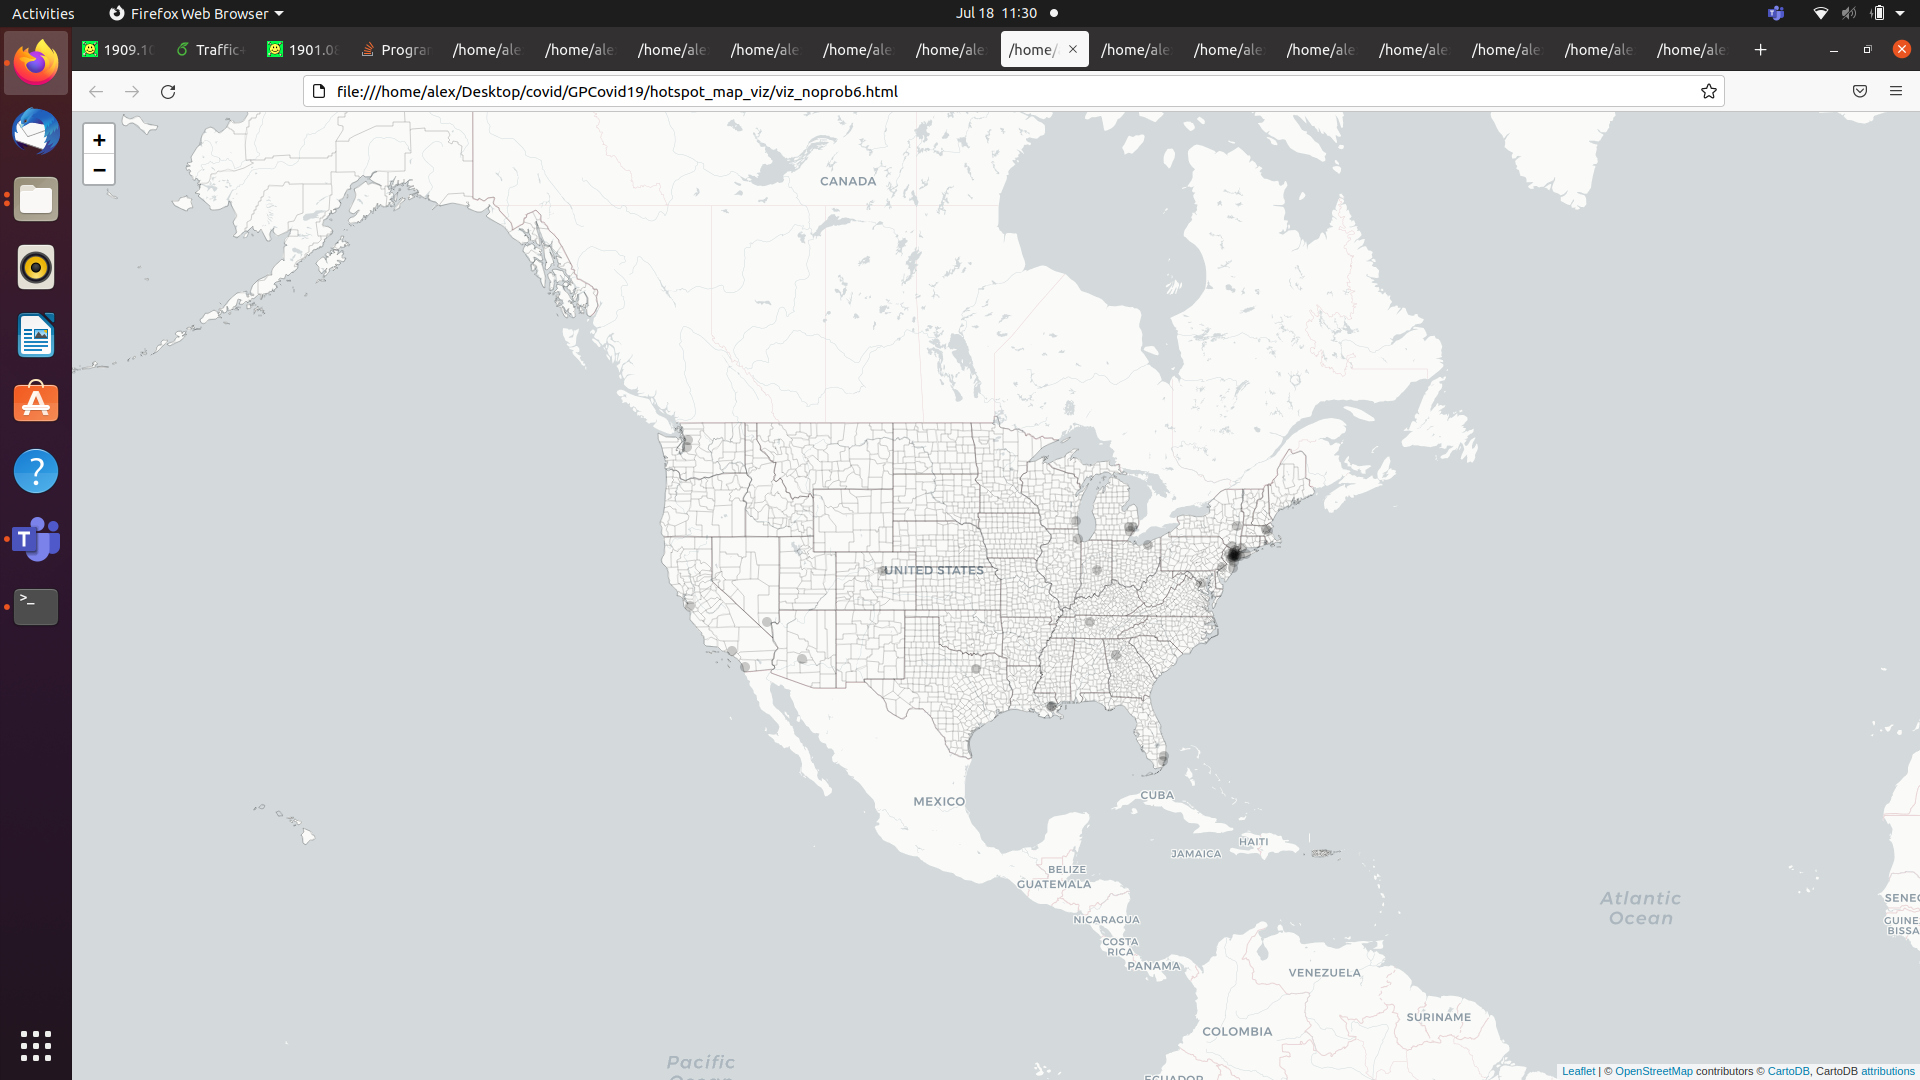 Activities
Firefox Web Browser
Jul 18 11:30
1909.10
Traffic
1901.08
Program
/home/ale
/home/ale
/home/ale
/home/ale
/home/ale
/home/ale
/home/
/home/ale
/home/ale
/home/ale
/home/ale
/home/ale
/home/ale
/home/ale
file:///home/alex/Desktop/covid/GPCovid19/hotspot_map_viz/viz_noprob6.html
+
−
CANADA
UNITED STATES
MEXICO
CUBA
HAITI
JAMAICA
BELIZE
GUATEMALA
NICARAGUA
COSTA
RICA
PANAMA
VENEZUELA
SURINAME
COLOMBIA
ECUADOR
Atlantic
Ocean
SENEG
GUINE
BISSA
Pacific
Ocean
Leaflet | © OpenStreetMap contributors © CartoDB, CartoDB attributions